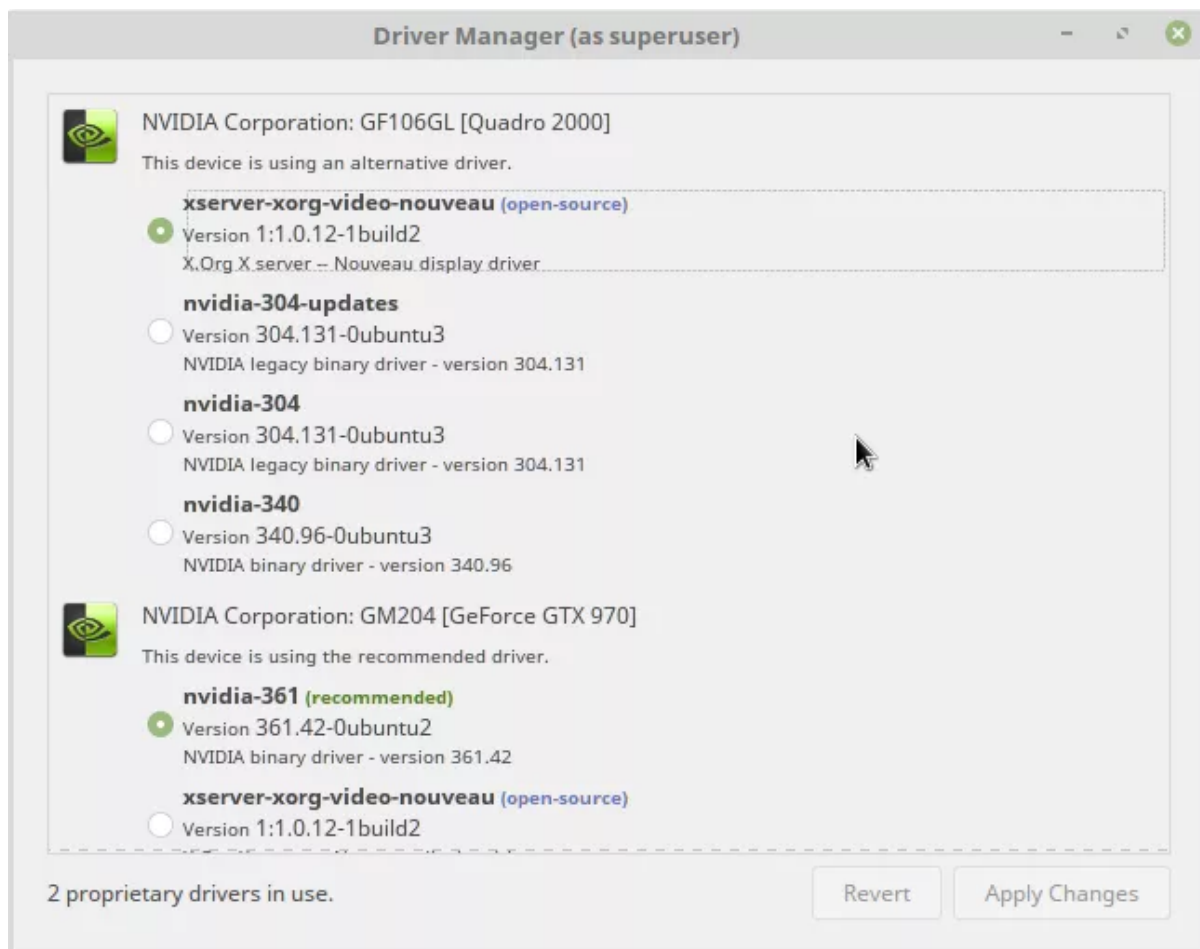 Driver Manager (as superuser)
NVIDIA Corporation: GF106GL [Quadro 2000]
This device is using an alternative driver.
xserver-xorg-video-nouveau (open-source)
Version 1:1.0.12-1build2
X.Org X server -- Nouveau display driver
nvidia-304-updates
Version 304.131-0ubuntu3
NVIDIA legacy binary driver - version 304.131
nvidia-304
Version 304.131-0ubuntu3
NVIDIA legacy binary driver - version 304.131
nvidia-340
Version 340.96-0ubuntu3
NVIDIA binary driver - version 340.96
NVIDIA Corporation: GM204 [GeForce GTX 970]
This device is using the recommended driver.
nvidia-361 (recommended)
Version 361.42-0ubuntu2
NVIDIA binary driver - version 361.42
xserver-xorg-video-nouveau (open-source)
Version 1:1.0.12-1build2
2 proprietary drivers in use.
Revert
Apply Changes